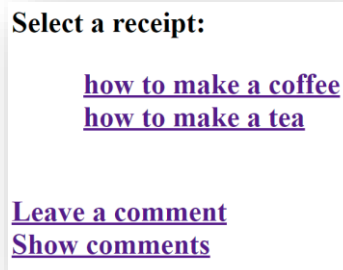 Select a receipt:
how to make a coffee
how to make a tea
Leave a comment
Show comments